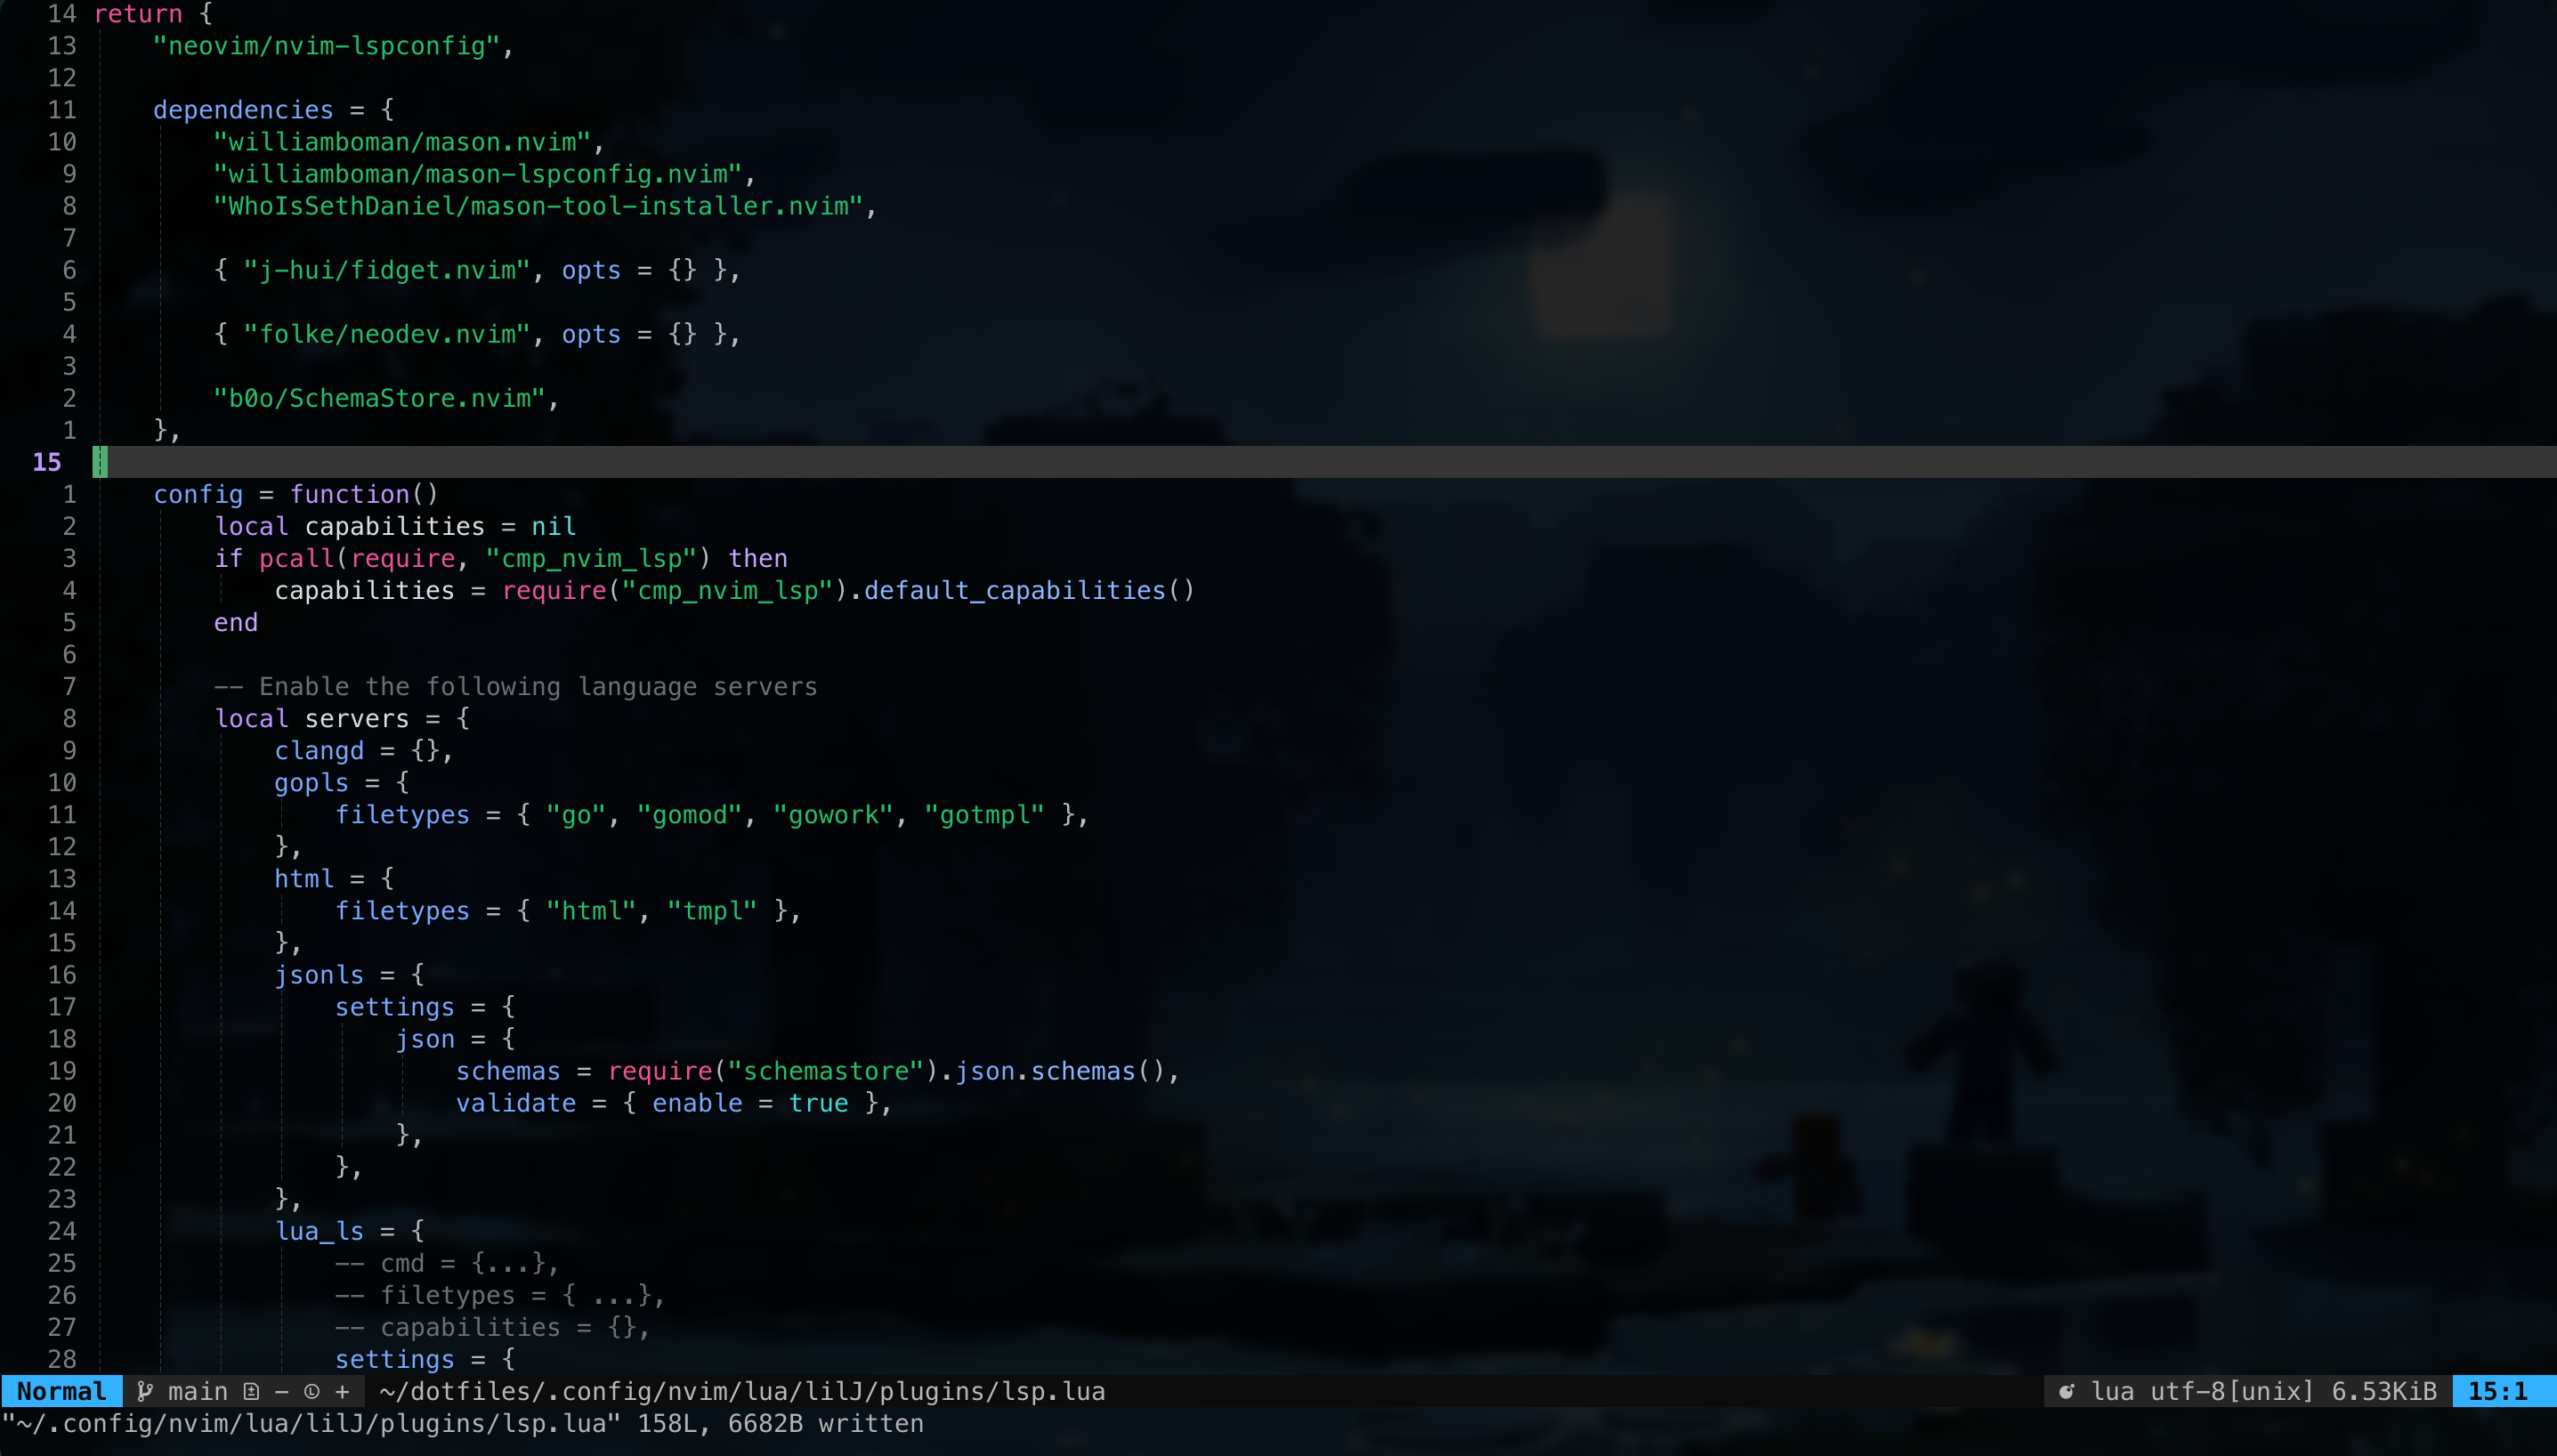 14 return {
13     "neovim/nvim-lspconfig",
12
11     dependencies = {
10         "williamboman/mason.nvim",
9         "williamboman/mason-lspconfig.nvim",
8         "WhoIsSethDaniel/mason-tool-installer.nvim",
7
6         { "j-hui/fidget.nvim", opts = {} },
5
4         { "folke/neodev.nvim", opts = {} },
3
2         "b0o/SchemaStore.nvim",
1     },
15
1     config = function()
2         local capabilities = nil
3         if pcall(require, "cmp_nvim_lsp") then
4             capabilities = require("cmp_nvim_lsp").default_capabilities()
5         end
6
7         -- Enable the following language servers
8         local servers = {
9             clangd = {},
10             gopls = {
11                 filetypes = { "go", "gomod", "gowork", "gotmpl" },
12             },
13             html = {
14                 filetypes = { "html", "tmpl" },
15             },
16             jsonls = {
17                 settings = {
18                     json = {
19                         schemas = require("schemastore").json.schemas(),
20                         validate = { enable = true },
21                     },
22                 },
23             },
24             lua_ls = {
25                 -- cmd = {...},
26                 -- filetypes = { ...},
27                 -- capabilities = {},
28                 settings = {
Normal main - + ~/dotfiles/.config/nvim/lua/lilJ/plugins/lsp.lua lua utf-8[unix] 6.53KiB 15:1
"~/.config/nvim/lua/lilJ/plugins/lsp.lua" 158L, 6682B written